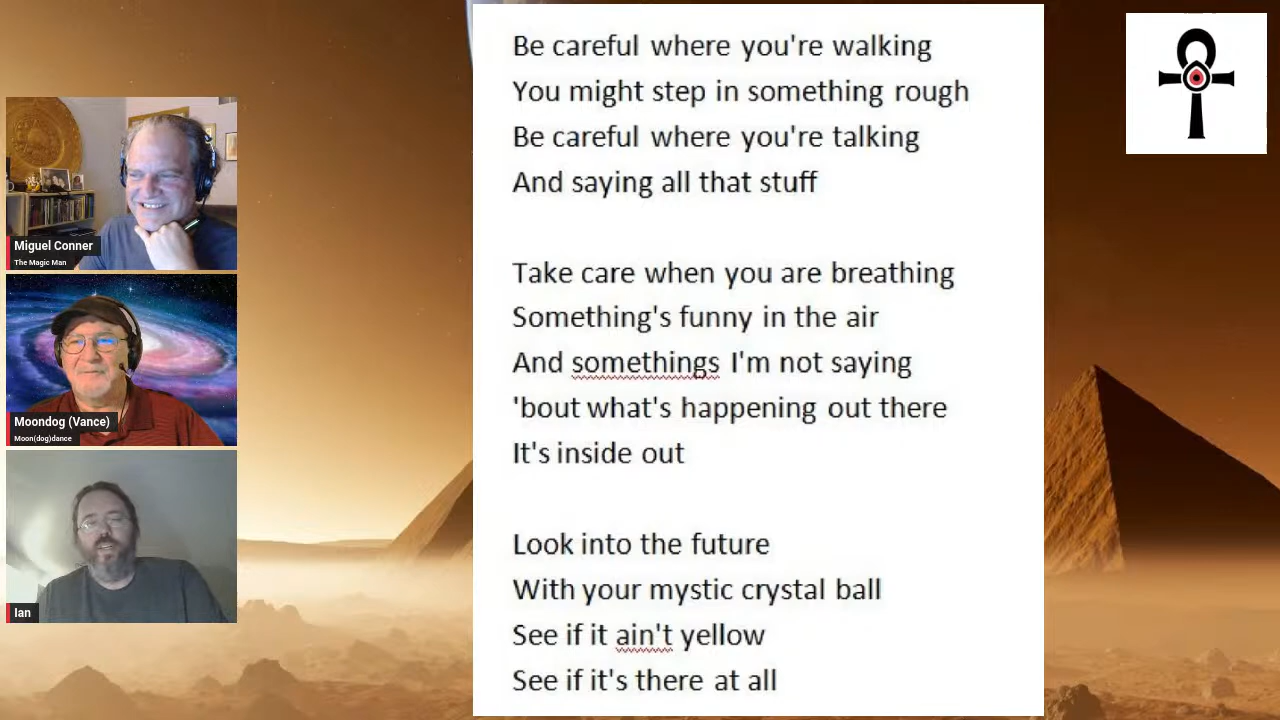 Miguel Conner
The Magic Man
Moondog (Vance)
Moon(dog)dance
Ian
Be careful where you're walking
You might step in something rough
Be careful where you're talking
And saying all that stuff
Take care when you are breathing
Something's funny in the air
And somethings I'm not saying
'bout what's happening out there
It's inside out
Look into the future
With your mystic crystal ball
See if it ain't yellow
See if it's there at all